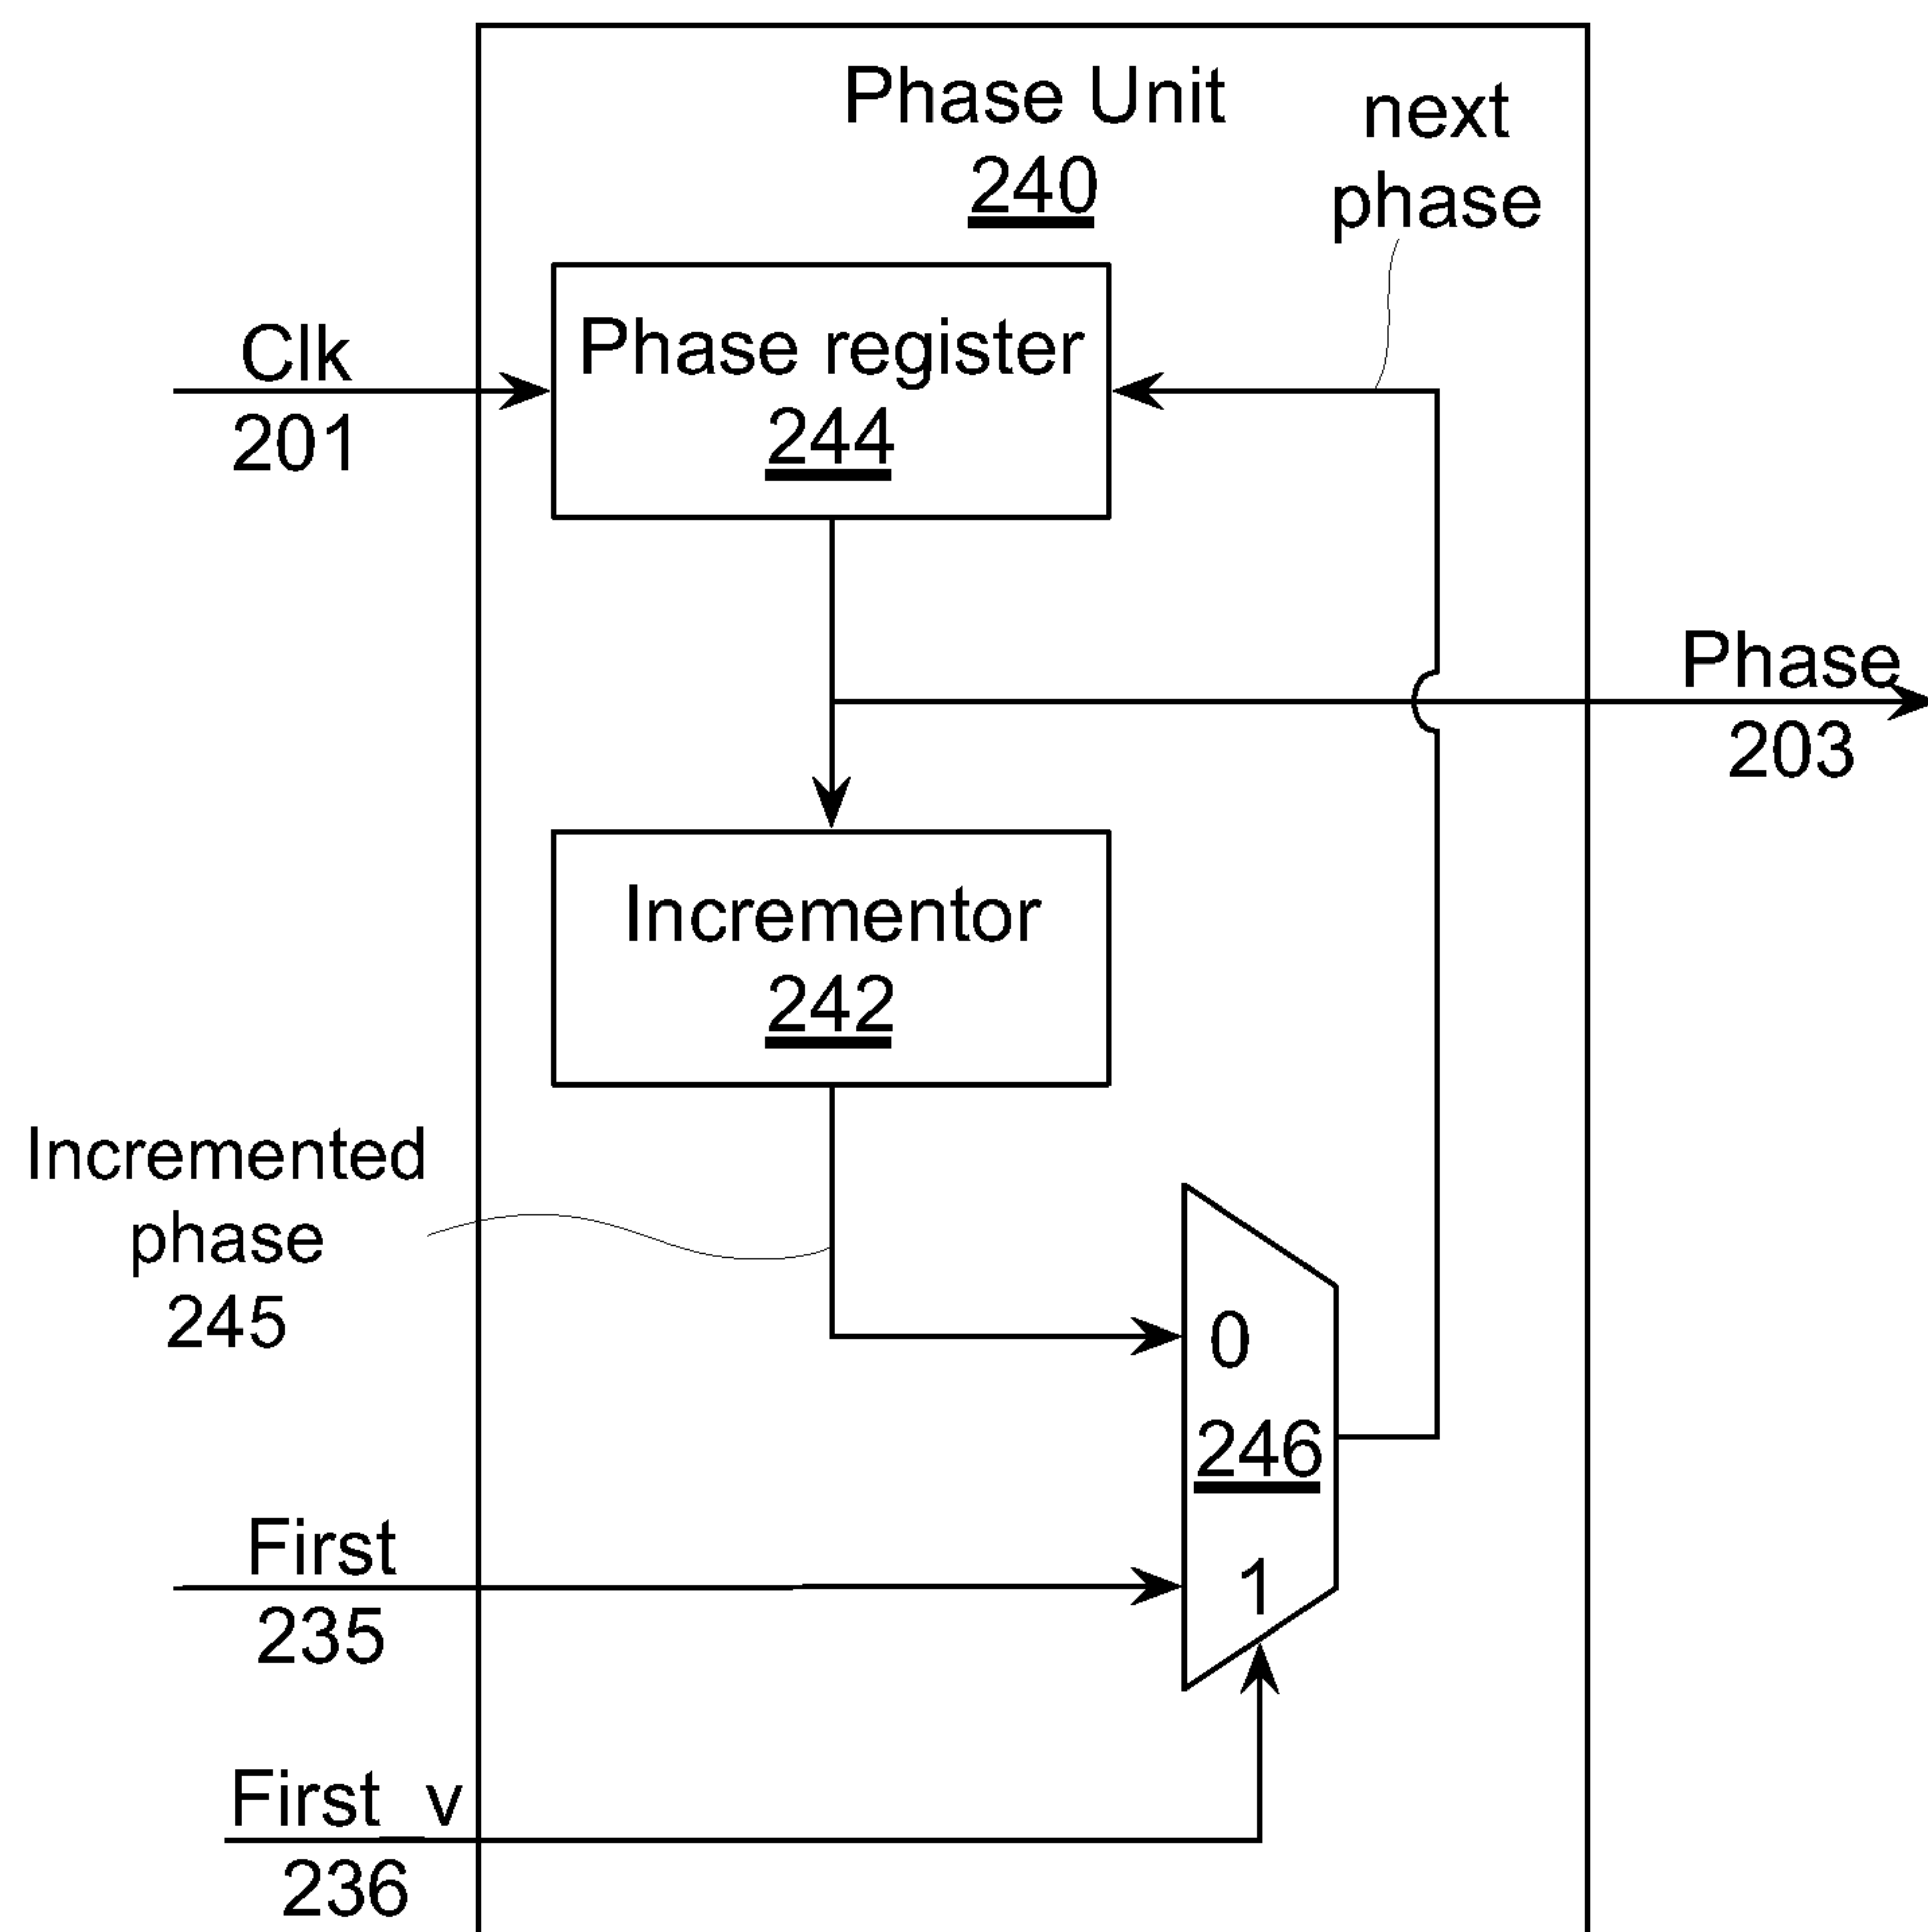 Phase Unit
240
next
phase
Clk
201
Phase register
244
Phase
203
Incrementor
242
Incremented
phase
245
0
246
1
First
235
First_v
236